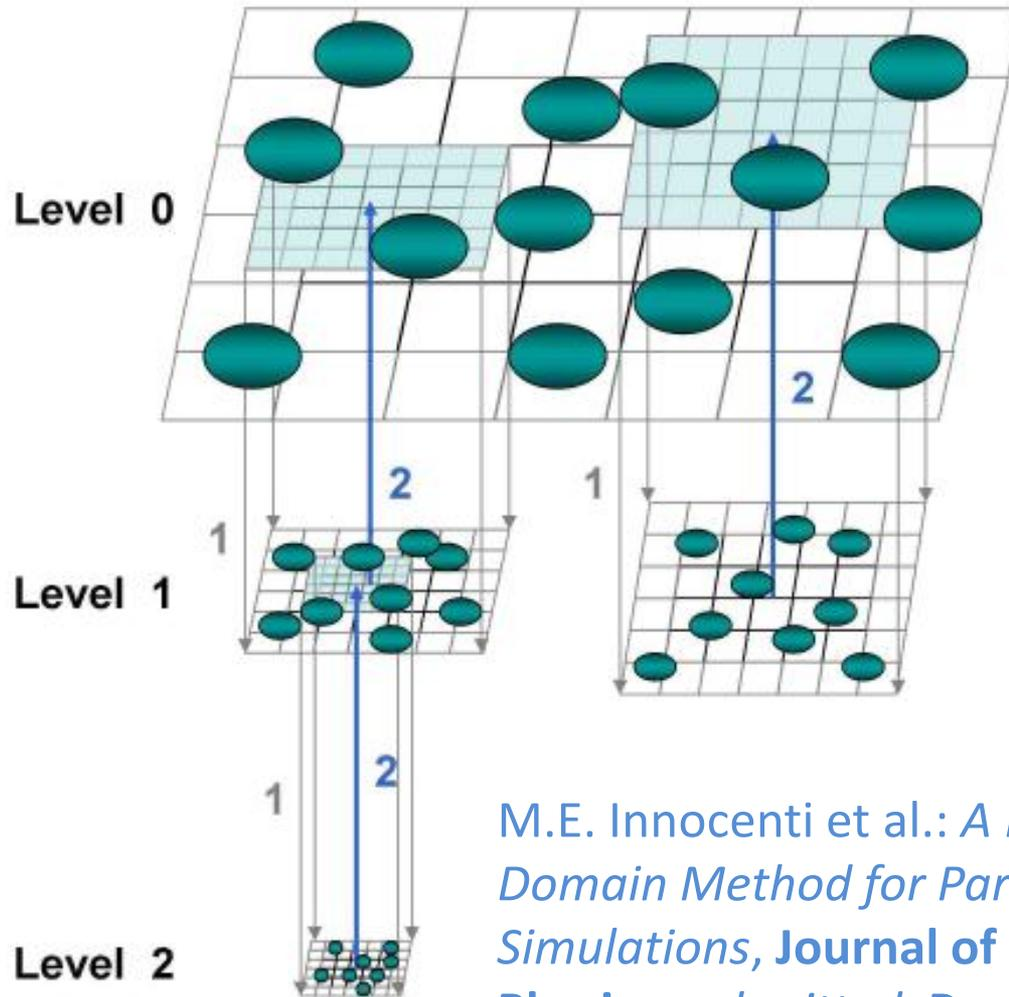 Level 0
2
2
1
1
Level 1
2
1
M.E. Innocenti et al.: A
Domain Method for Par
Simulations, Journal of
Level 2